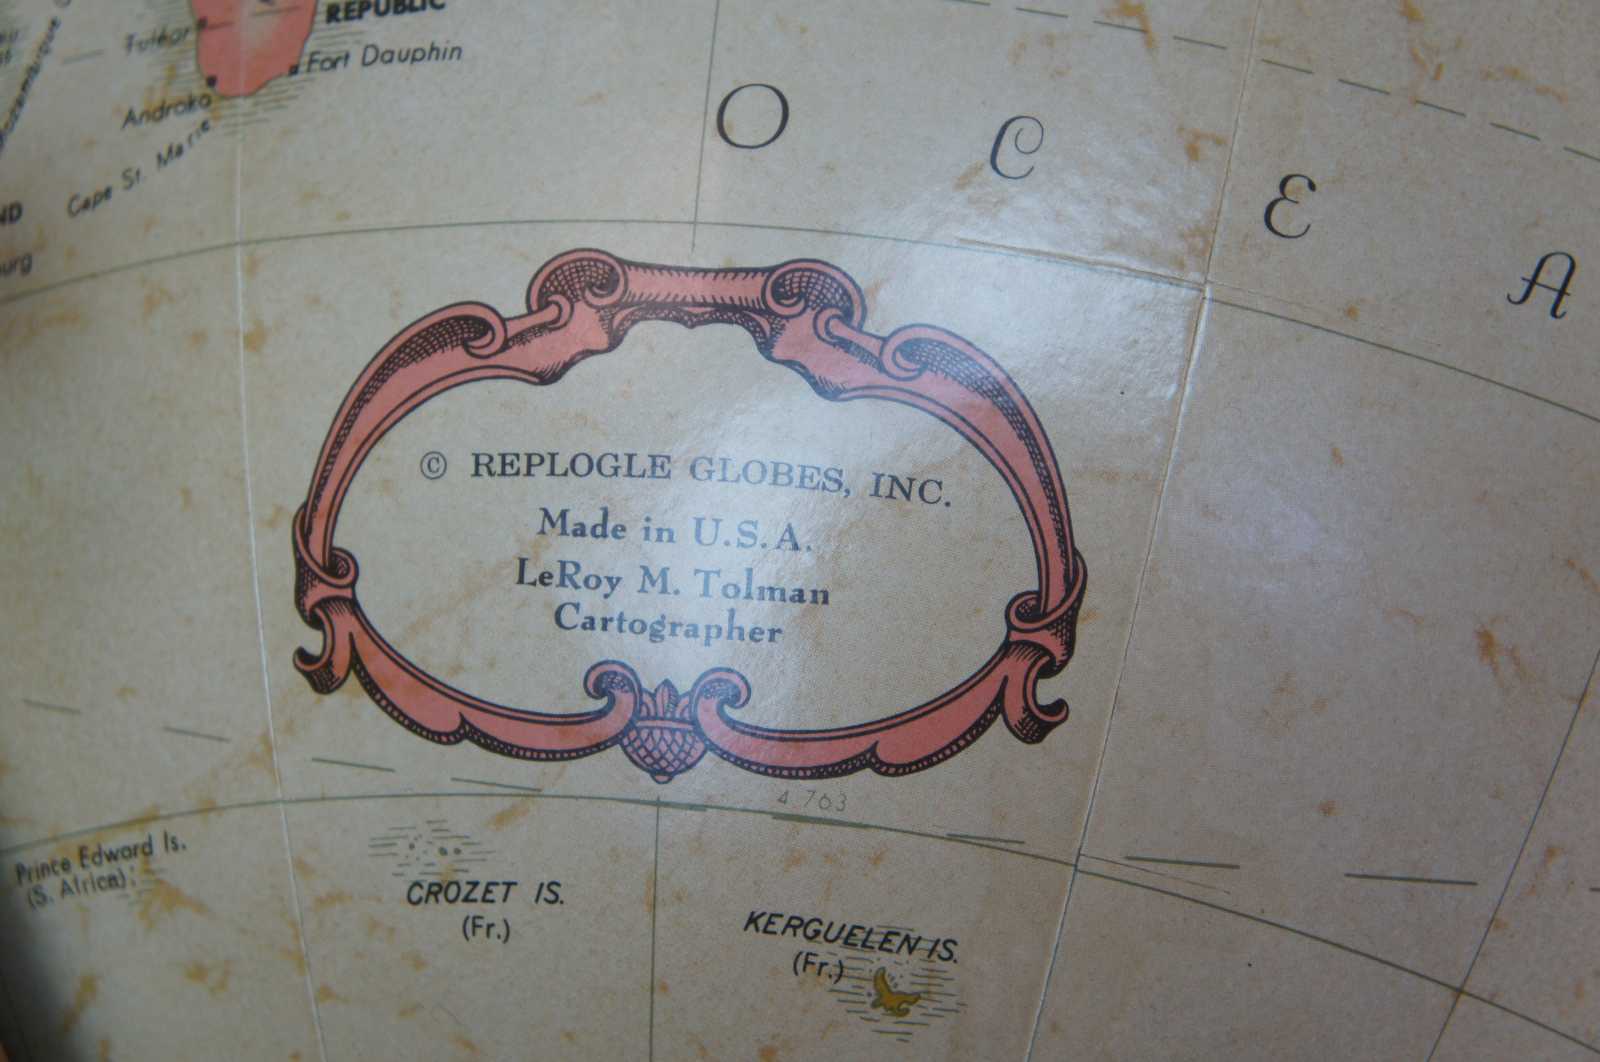 REPUBLIC
Tuléar
Fort Dauphin
Androka
Cape St. Marie
O C E A
© REPLOGLE GLOBES, INC.
Made in U.S.A.
LeRoy M. Tolman
Cartographer
4 763
Prince Edward Is.
(S. Africa)
CROZET IS.
(Fr.)
KERGUELEN IS.
(Fr.)